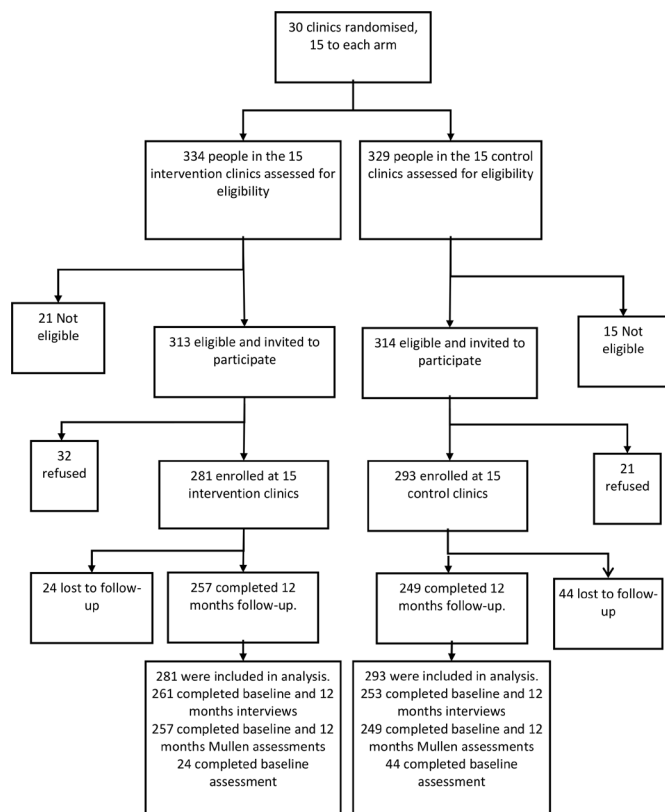 30 clinics randomised,
15 to each arm
334 people in the 15
intervention clinics assessed for
eligibility
329 people in the 15 control
clinics assessed for eligibility
21 Not
eligible
313 eligible and invited to
participate
314 eligible and invited to
participate
15 Not
eligible
32
refused
281 enrolled at 15
intervention clinics
293 enrolled at 15
control clinics
21
refused
24 lost to follow-
up
257 completed 12
months follow-up.
249 completed 12
months follow-up.
44 lost to follow-
up
281 were included in analysis.
261 completed baseline and 12
months interviews
257 completed baseline and 12
months Mullen assessments
24 completed baseline
assessment
293 were included in analysis.
253 completed baseline and 12
months interviews
249 completed baseline and 12
months Mullen assessments
44 completed baseline
assessment